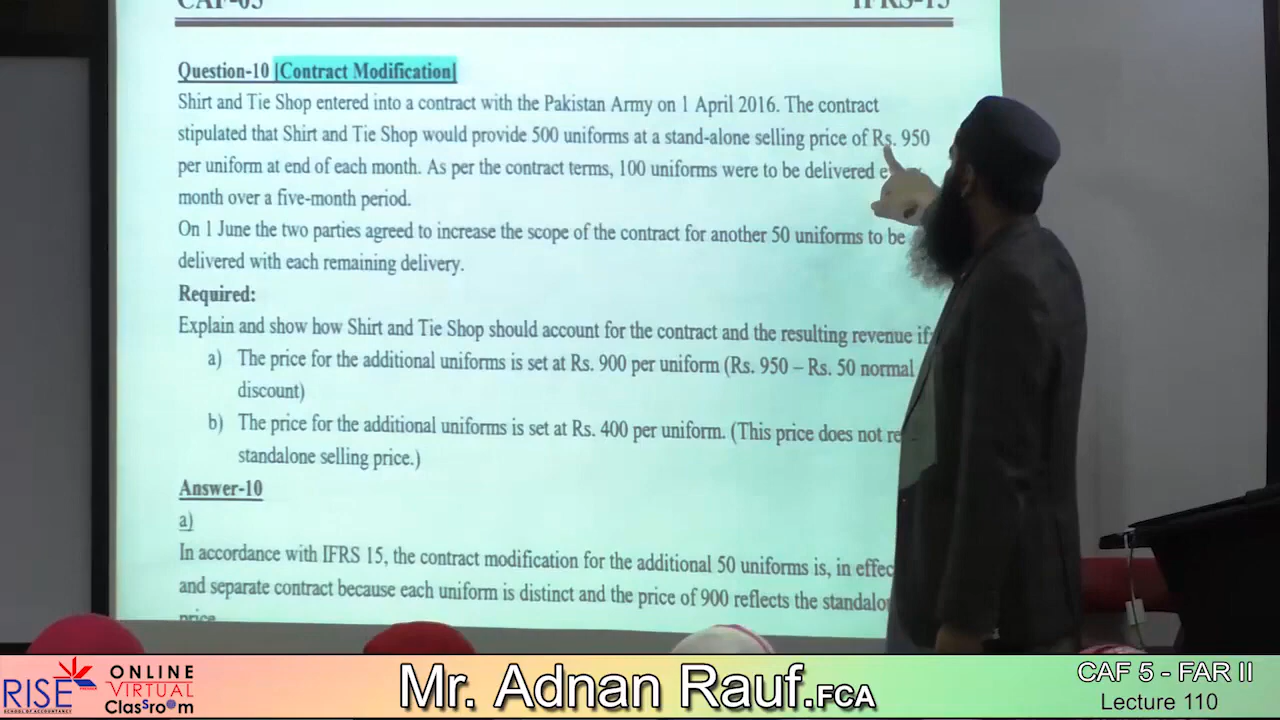 CAF-05 IFRS-15
Question-10 [Contract Modification]
Shirt and Tie Shop entered into a contract with the Pakistan Army on 1 April 2016. The contract
stipulated that Shirt and Tie Shop would provide 500 uniforms at a stand-alone selling price of Rs. 950
per uniform at end of each month. As per the contract terms, 100 uniforms were to be delivered
month over a five-month period.
On 1 June the two parties agreed to increase the scope of the contract for another 50 uniforms to be
delivered with each remaining delivery.
Required:
Explain and show how Shirt and Tie Shop should account for the contract and the resulting revenue if:
a) The price for the additional uniforms is set at Rs. 900 per uniform (Rs. 950 – Rs. 50 normal
discount)
b) The price for the additional uniforms is set at Rs. 400 per uniform. (This price does not
standalone selling price.)
Answer-10
a)
In accordance with IFRS 15, the contract modification for the additional 50 uniforms is, in
and separate contract because each uniform is distinct and the price of 900 reflects the
price
RISE
SCHOOL OF ACCOUNTANCY
ONLINE
VIRTUAL
Classroom
Mr. Adnan Rauf.FCA
CAF 5 - FAR II
Lecture 110